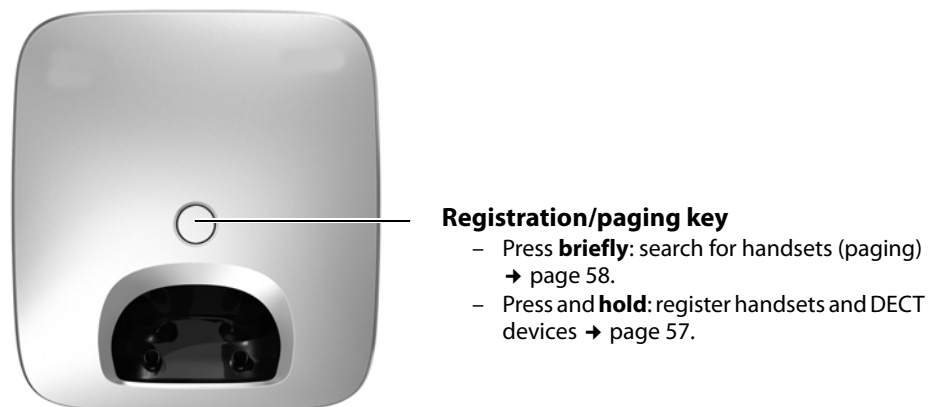 Registration/paging key
– Press briefly: search for handsets (paging)
➔ page 58.
– Press and hold: register handsets and DECT
devices ➔ page 57.